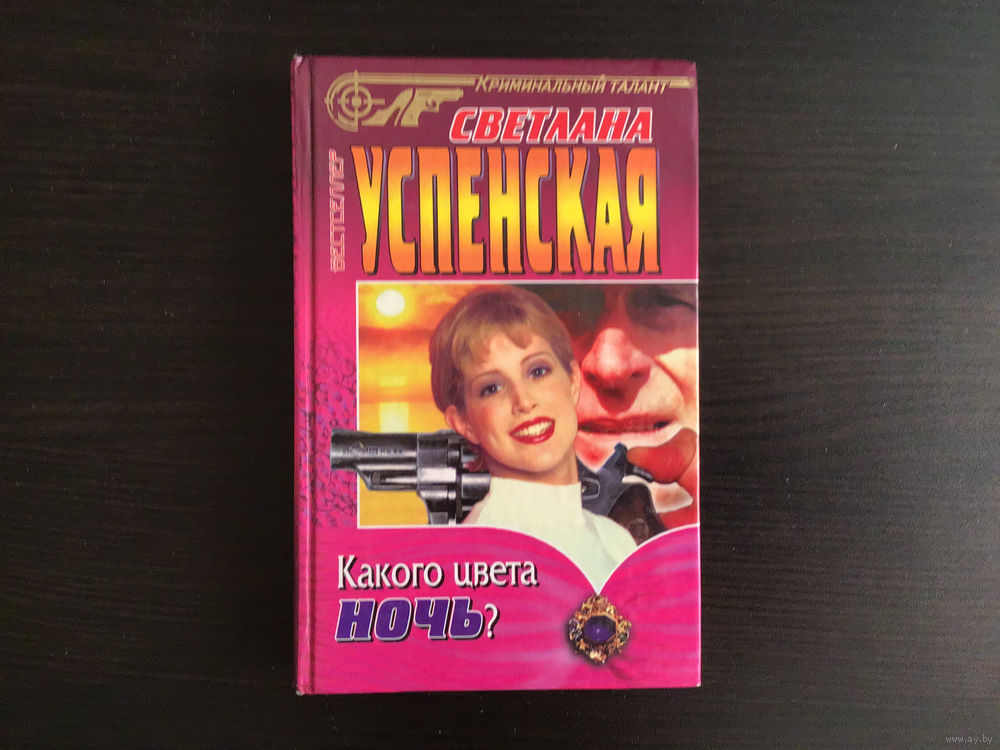 Криминальный талант
СВЕТЛАНА
УСПЕНСКАЯ
БЕСТСЕЛЛЕР
Какого цвета
НОЧЬ?
www.ay.by